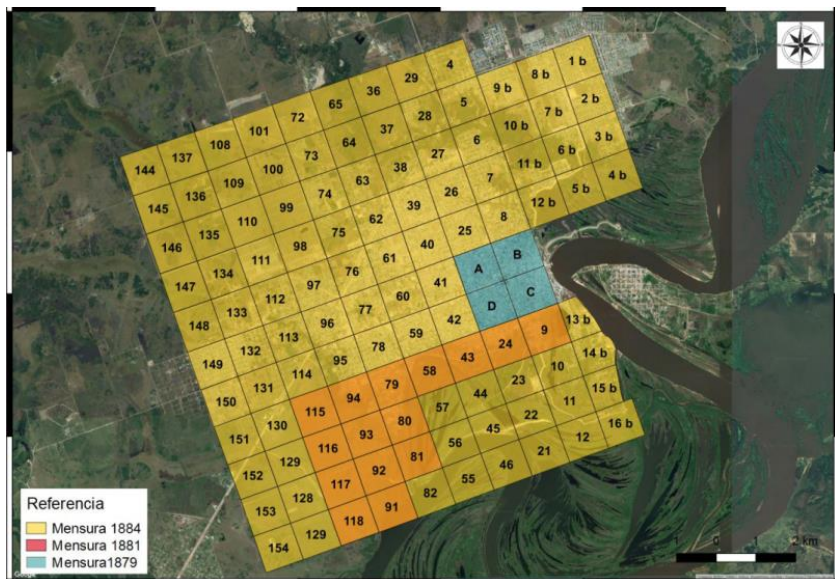 144 137 108 101 72 65 36 29 4
145 136 109 100 73 64 37 28 5 9 b 8 b 1 b
146 135 110 99 74 63 38 27 6 10 b 7 b 2 b
147 134 111 98 75 62 39 26 7 11 b 6 b 3 b
148 133 112 97 76 61 40 25 8 12 b 5 b 4 b
149 132 113 96 77 60 41 A B
150 131 114 95 78 59 42 D C
151 130 115 94 79 58 43 24 9 13 b
152 129 116 93 80 57 44 23 10 14 b
153 128 117 92 81 56 45 22 11 15 b
154 129 118 91 82 55 46 21 12 16 b
Referencia
Mensura 1884
Mensura 1881
Mensura1879
Google
1 0 1 2 km